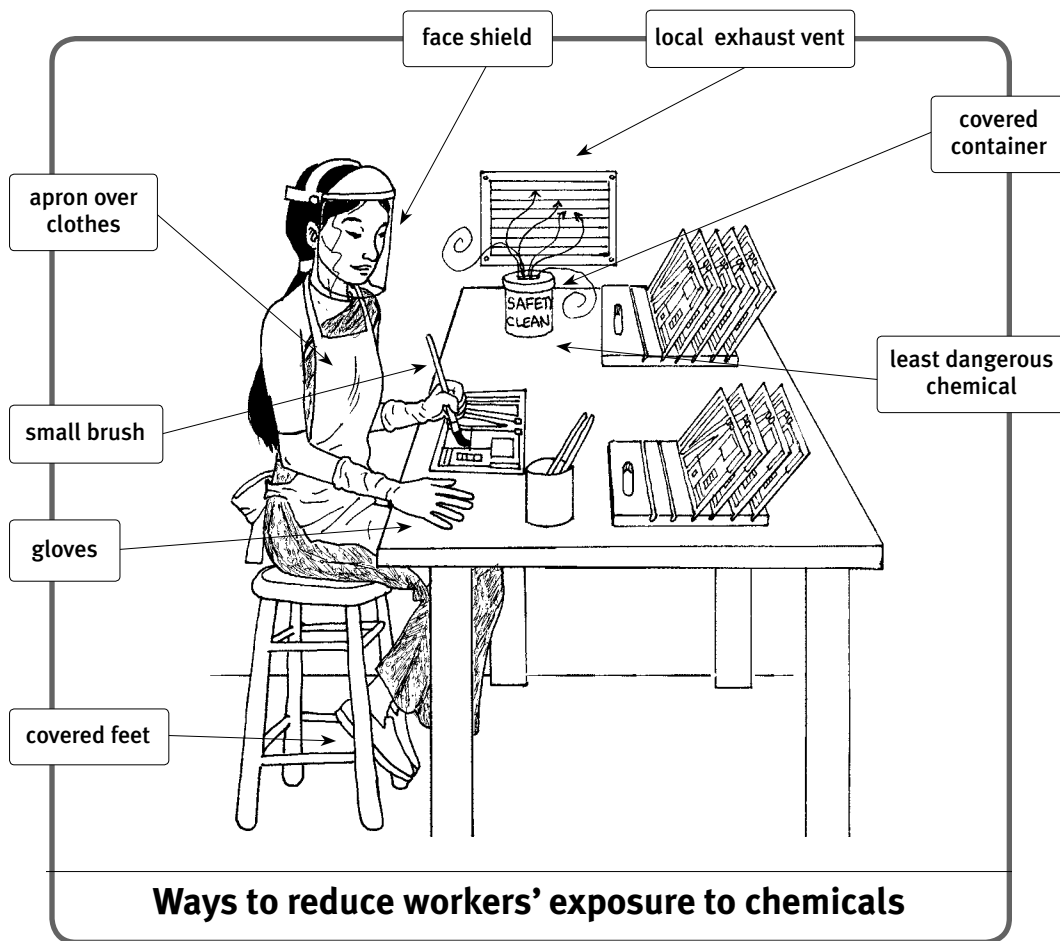 face shield
local exhaust vent
covered
container
apron over
clothes
SAFETY
CLEAN
least dangerous
chemical
small brush
gloves
covered feet
Ways to reduce workers’ exposure to chemicals